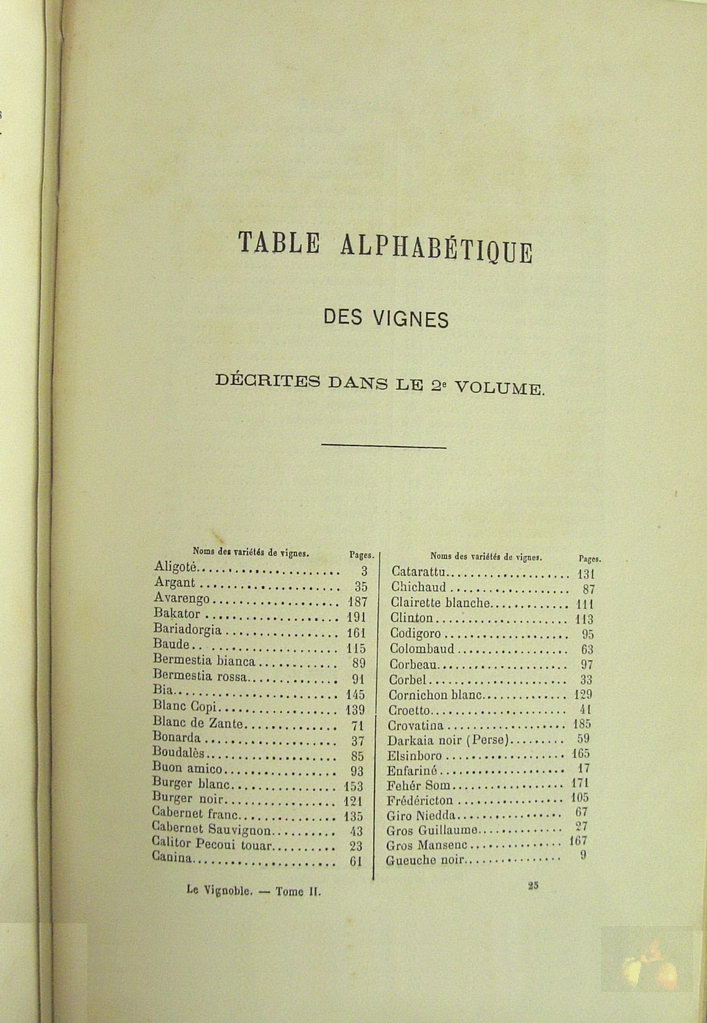 TABLE ALPHABÉTIQUE
DES VIGNES
DÉCRITES DANS LE 2e VOLUME.
Noms des variétés de vignes. Pages.
Aligoté..................... 3
Argant ..................... 35
Avarengo................... 187
Bakator ................... 191
Bariadorgia ................ 161
Baude.. ................... 115
Bermestia bianca............ 89
Bermestia rossa............. 91
Bia........................ 145
Blanc Copi................. 139
Blanc de Zante.............. 71
Bonarda .................... 37
Boudalès.................... 85
Buon amico.................. 93
Burger blanc............... 153
Burger noir................ 121
Cabernet franc............. 135
Cabernet Sauvignon.......... 43
Calitor Pecoui touar........ 23
Canina...................... 61
Noms des variétés de vignes. Pages.
Catarattu.................. 131
Chichaud ................... 87
Clairette blanche.......... 111
Clinton.................... 113
Codigoro ................... 95
Colombaud .................. 63
Corbeau..................... 97
Corbel...................... 33
Cornichon blanc............ 129
Croetto..................... 41
Crovatina ................. 185
Darkaia noir (Perse)........ 59
Elsinboro ................. 165
Enfariné.................... 17
Fehér Som.................. 171
Frédéricton ............... 105
Giro Niedda................. 67
Gros Guillaume.............. 27
Gros Mansenc............... 167
Gueuche noir................ 9
Le Vignoble. — Tome II. 25